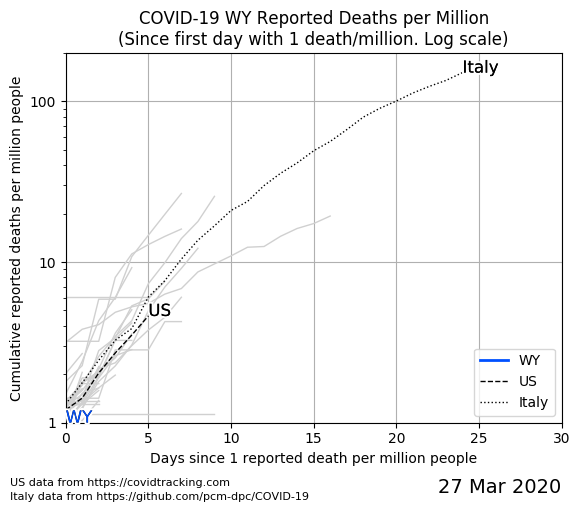 COVID-19 WY Reported Deaths per Million
(Since first day with 1 death/million. Log scale)
Cumulative reported deaths per million people
100
10
1
Italy
US
WY
WY
US
Italy
0 5 10 15 20 25 30
Days since 1 reported death per million people
US data from https://covidtracking.com
Italy data from https://github.com/pcm-dpc/COVID-19
27 Mar 2020